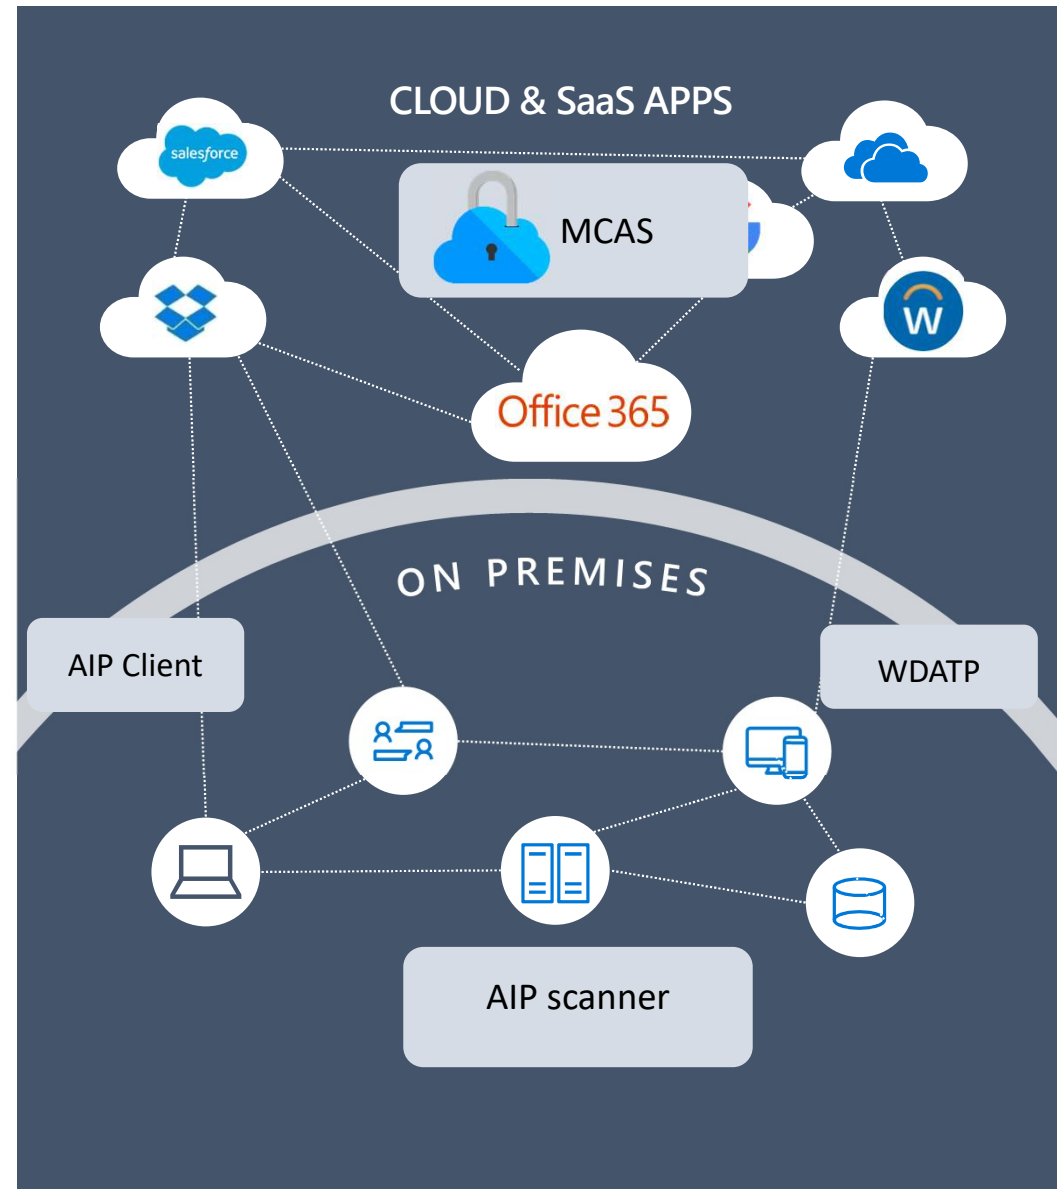 CLOUD & SaaS APPS
salesforce
MCAS
W
Office 365
ON PREMISES
AIP Client
WDATP
AIP scanner